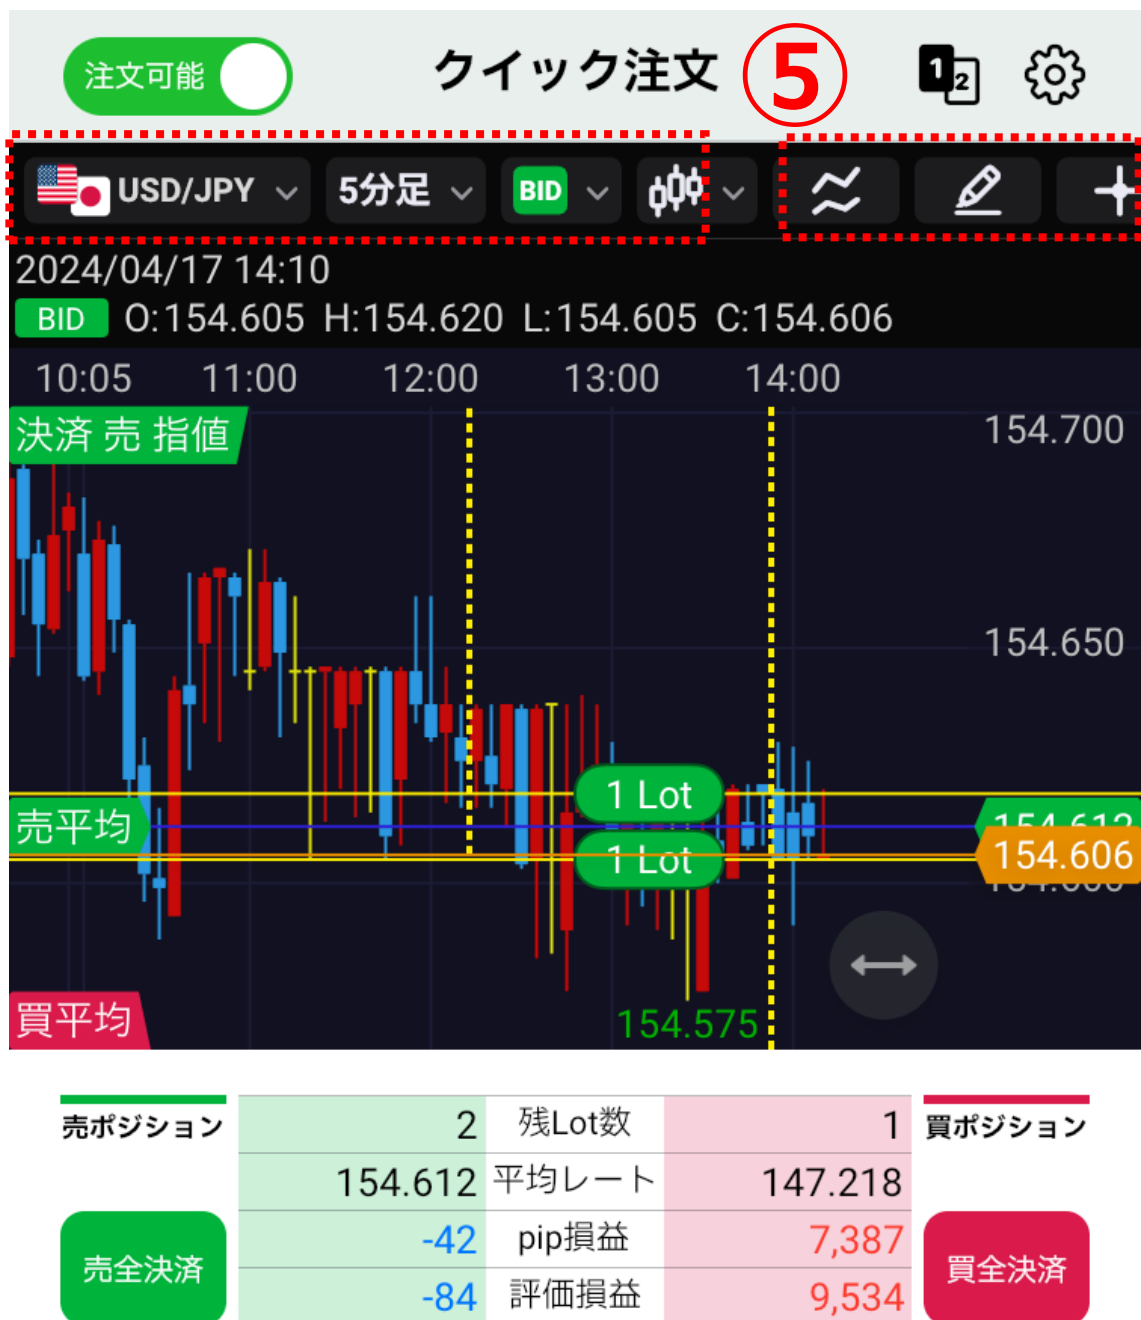 注文可能 クイック注文 ⑤ 1 2
USD/JPY 5分足 BID
2024/04/17 14:10
BID O:154.605 H:154.620 L:154.605 C:154.606
10:05 11:00 12:00 13:00 14:00
決済 売 指値 154.700
154.650
1 Lot
売平均 154.612
1 Lot 154.606
買平均 154.575
売ポジション 2 残Lot数 1 買ポジション
154.612 平均レート 147.218
-42 pip損益 7,387
売全決済 買全決済
-84 評価損益 9,534